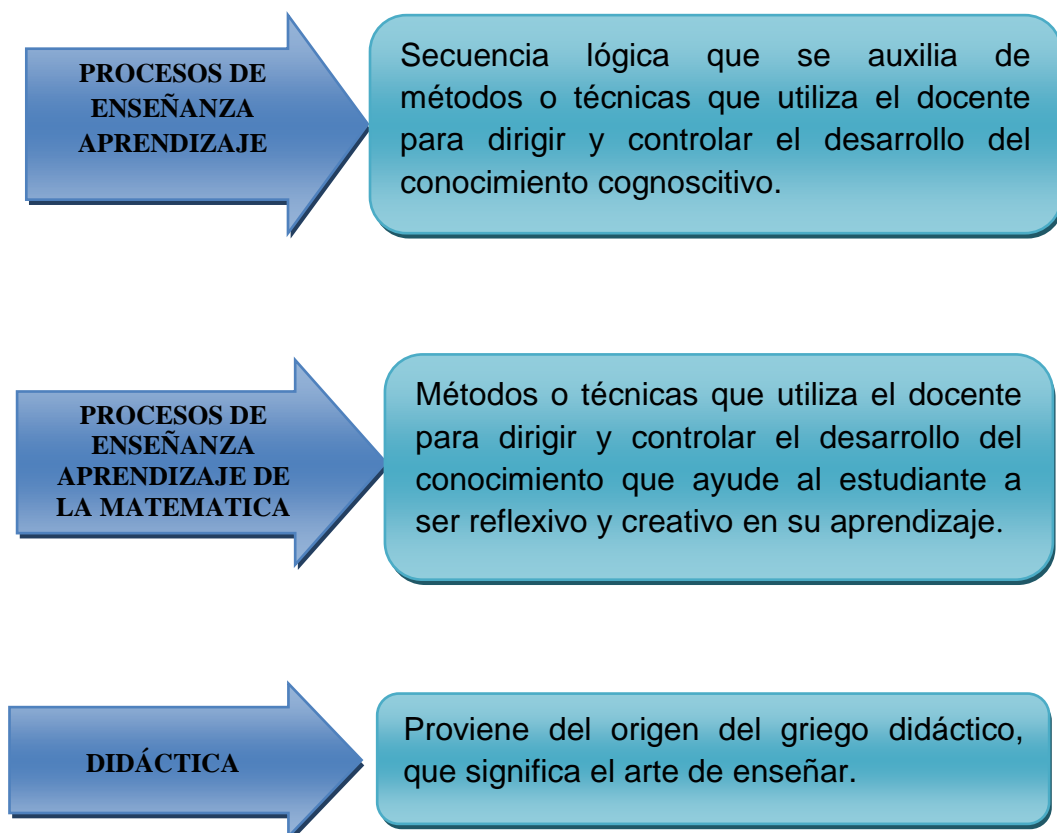 PROCESOS DE
ENSEÑANZA
APRENDIZAJE
Secuencia lógica que se auxilia de
métodos o técnicas que utiliza el docente
para dirigir y controlar el desarrollo del
conocimiento cognoscitivo.
PROCESOS DE
ENSEÑANZA
APRENDIZAJE DE
LA MATEMATICA
Métodos o técnicas que utiliza el docente
para dirigir y controlar el desarrollo del
conocimiento que ayude al estudiante a
ser reflexivo y creativo en su aprendizaje.
DIDÁCTICA
Proviene del origen del griego didáctico,
que significa el arte de enseñar.